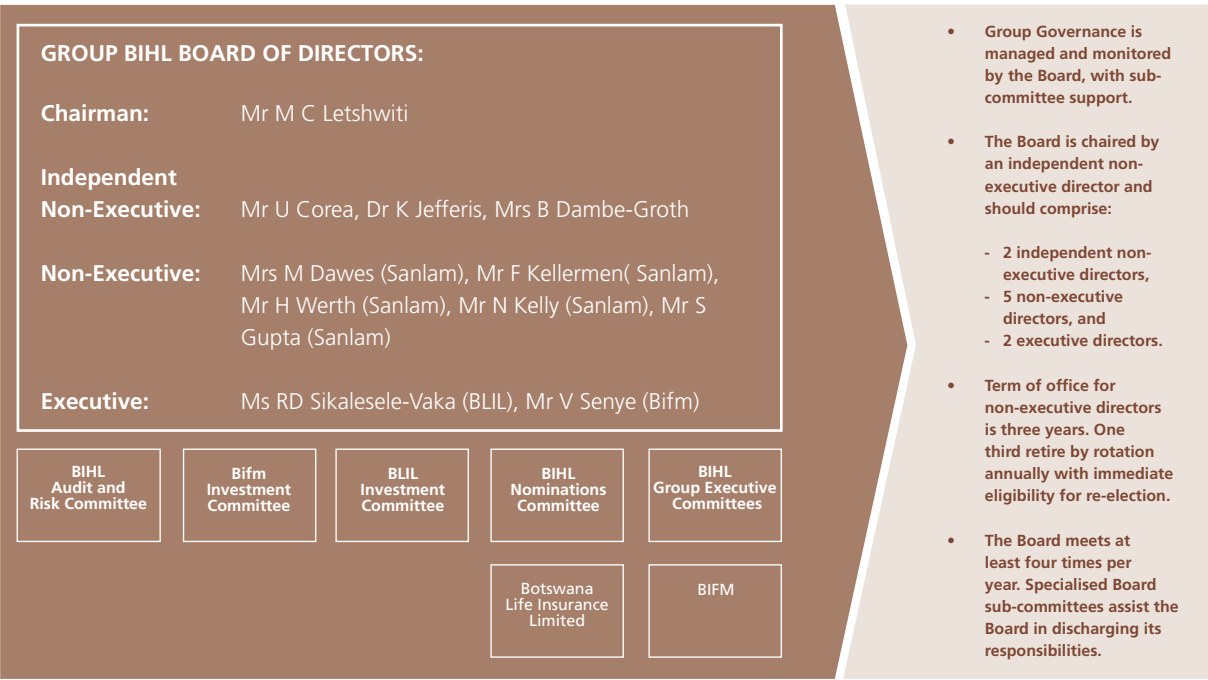 GROUP BIHL BOARD OF DIRECTORS:
Chairman: Mr M C Letshwiti
Independent
Non-Executive: Mr U Corea, Dr K Jefferis, Mrs B Dambe-Groth
Non-Executive: Mrs M Dawes (Sanlam), Mr F Kellermen( Sanlam),
Mr H Werth (Sanlam), Mr N Kelly (Sanlam), Mr S
Gupta (Sanlam)
Executive: Ms RD Sikalesele-Vaka (BLIL), Mr V Senye (Bifm)
BIHL
Audit and
Risk Committee
Bifm
Investment
Committee
BLIL
Investment
Committee
BIHL
Nominations
Committee
BIHL
Group Executive
Committees
Botswana
Life Insurance
Limited
BIFM
• Group Governance is
managed and monitored
by the Board, with sub-
committee support.
• The Board is chaired by
an independent non-
executive director and
should comprise:
- 2 independent non-
executive directors,
- 5 non-executive
directors, and
- 2 executive directors.
• Term of office for
non-executive directors
is three years. One
third retire by rotation
annually with immediate
eligibility for re-election.
• The Board meets at
least four times per
year. Specialised Board
sub-committees assist the
Board in discharging its
responsibilities.